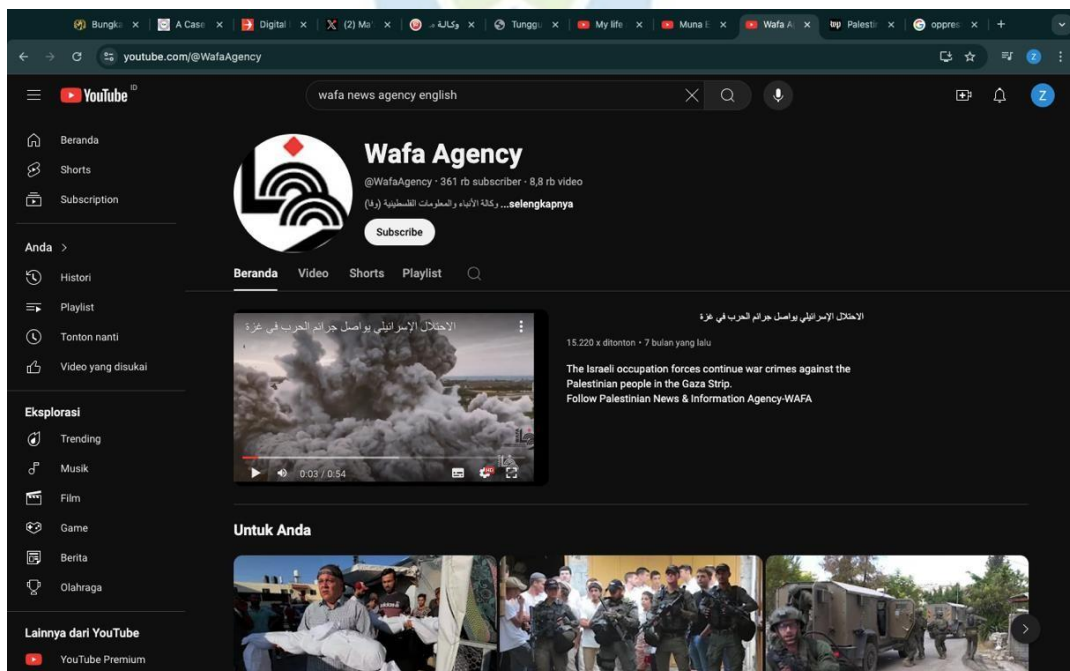 Bungka
A Case
Digital
(2) Ma'
وكالة
Tunggu
My life
Muna E
Wafa A
Palestin
oppres
youtube.com/@WafaAgency
YouTube ID
wafa news agency english
Z
Beranda
Shorts
Subscription
Anda
Histori
Playlist
Tonton nanti
Video yang disukai
Eksplorasi
Trending
Musik
Film
Game
Berita
Olahraga
Lainnya dari YouTube
YouTube Premium
Wafa Agency
@WafaAgency · 361 rb subscriber · 8,8 rb video
وكالة الأنباء والمعلومات الفلسطينية (وفا) ...selengkapnya
Subscribe
Beranda Video Shorts Playlist
الاحتلال الإسرائيلي يواصل جرائم الحرب في غزة
0:03 / 0:54
الاحتلال الإسرائيلي يواصل جرائم الحرب في غزة
15.220 x ditonton · 7 bulan yang lalu
The Israeli occupation forces continue war crimes against the
Palestinian people in the Gaza Strip.
Follow Palestinian News & Information Agency-WAFA
Untuk Anda